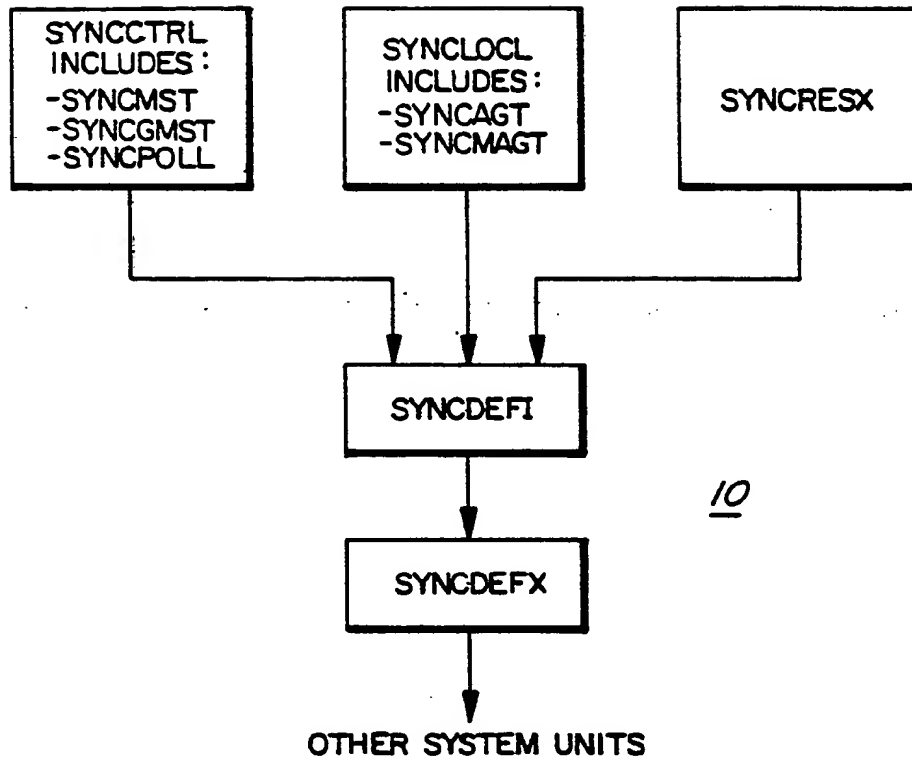 SYNCCTRL
INCLUDES:
-SYNCMST
-SYNCGMST
-SYNCPOLL
SYNCLOCL
INCLUDES:
-SYNCAGT
-SYNCMAGT
SYNCRESX
SYNCDEFI
10
SYNCDEFX
OTHER SYSTEM UNITS